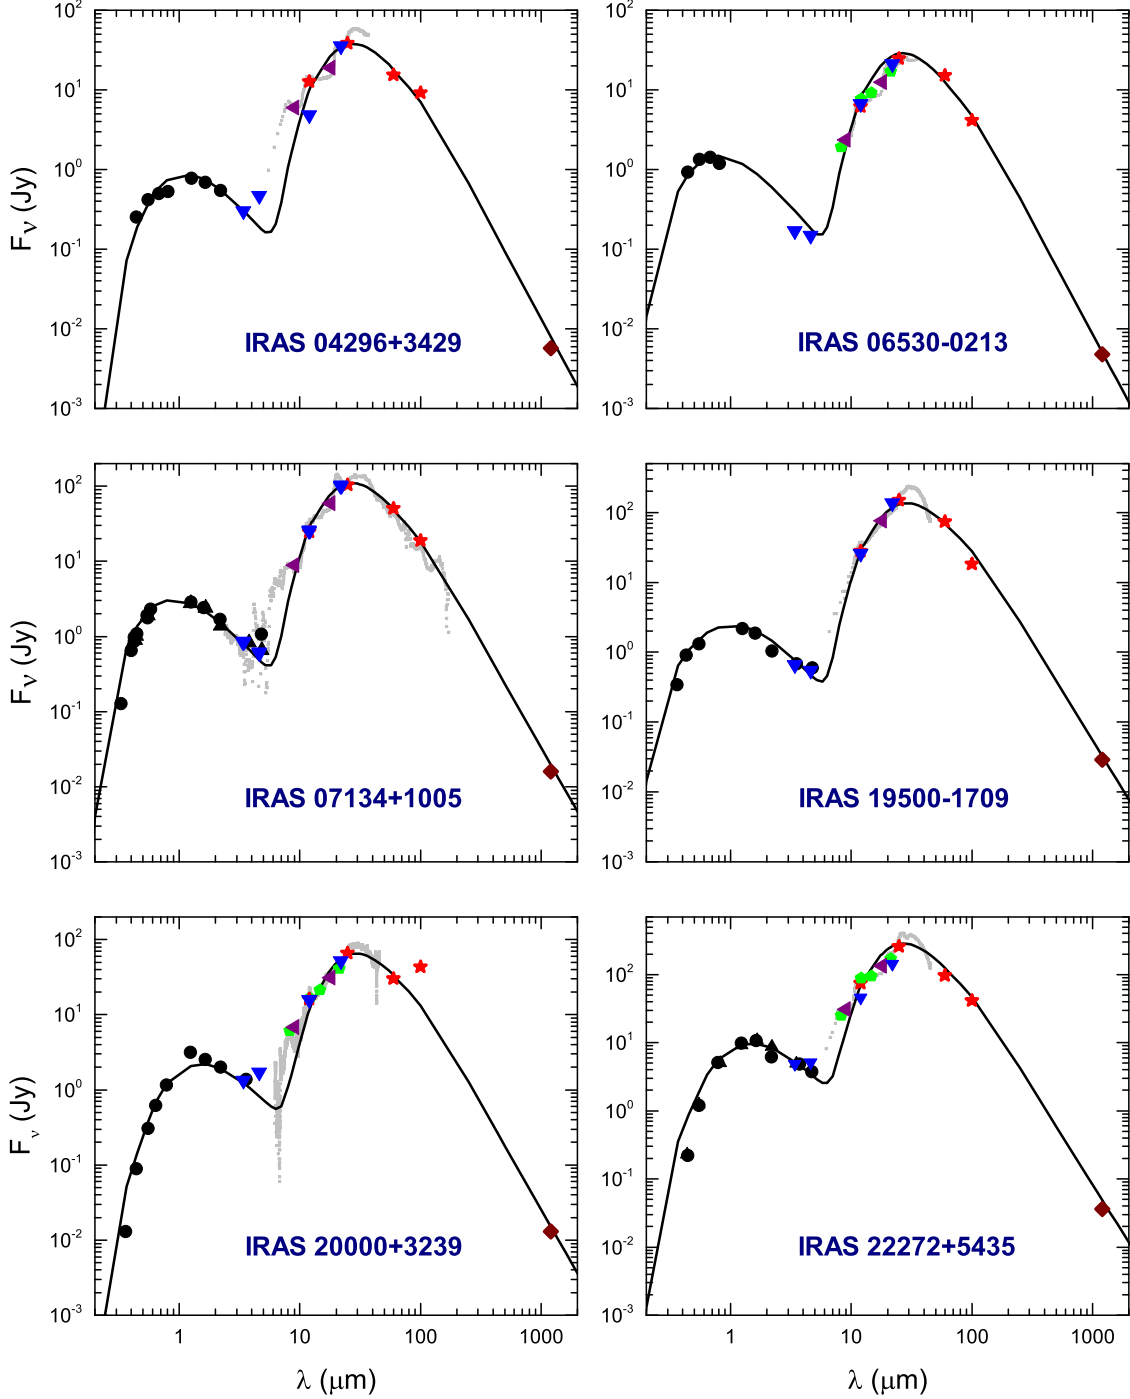 10² 10²
10¹ 10¹
10⁰ 10⁰
F_ν (Jy)
10⁻¹ 10⁻¹
10⁻² 10⁻²
IRAS 04296+3429 IRAS 06530-0213
10⁻³ 10⁻³
10² 10²
10¹ 10¹
10⁰ 10⁰
F_ν (Jy)
10⁻¹ 10⁻¹
10⁻² 10⁻²
IRAS 07134+1005 IRAS 19500-1709
10⁻³ 10⁻³
10² 10²
10¹ 10¹
10⁰ 10⁰
F_ν (Jy)
10⁻¹ 10⁻¹
10⁻² 10⁻²
IRAS 20000+3239 IRAS 22272+5435
10⁻³ 10⁻³
1 10 100 1000 1 10 100 1000
λ (μm) λ (μm)